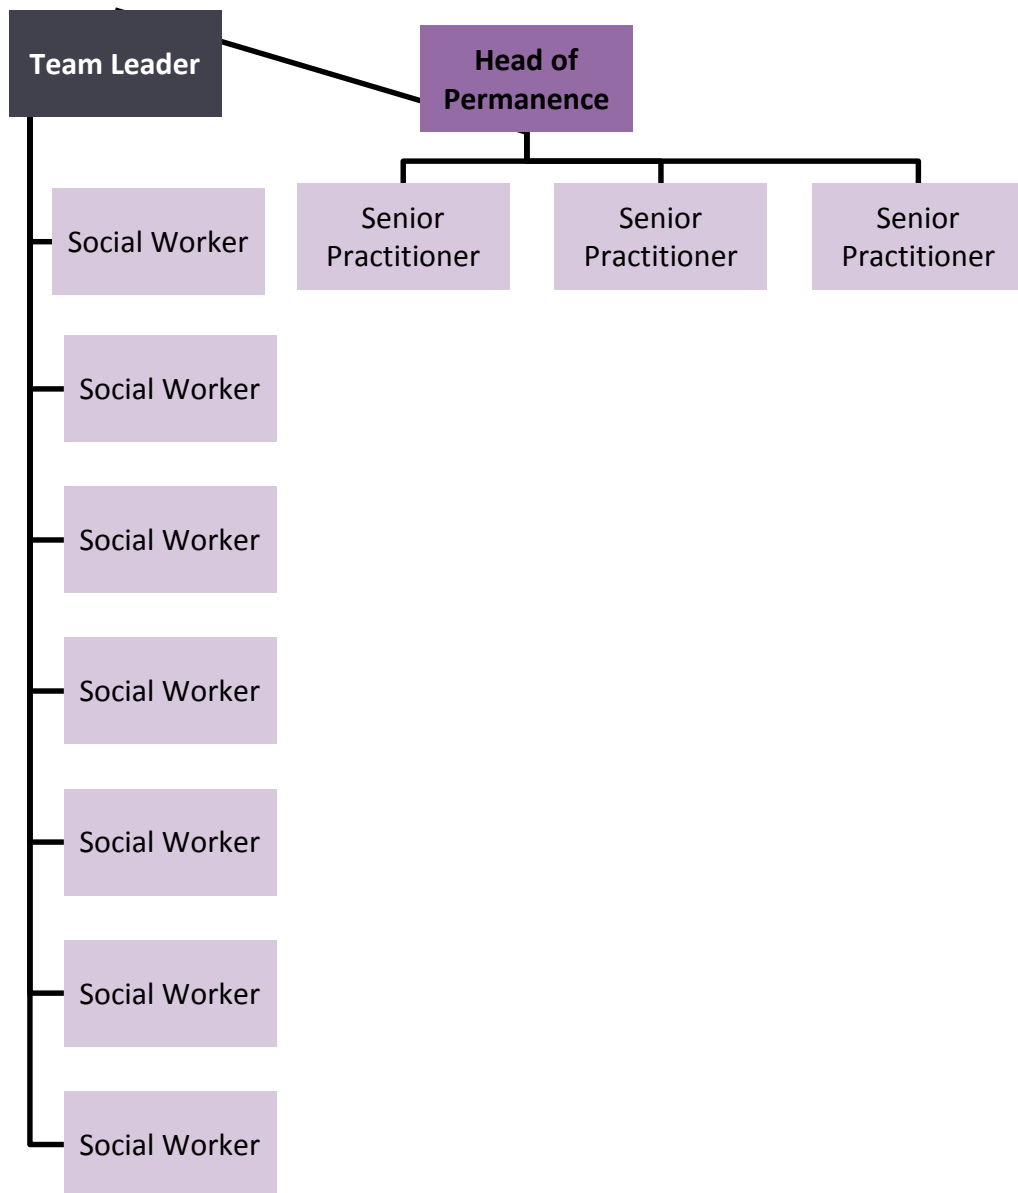 Team Leader
Head of
Permanence
Social Worker
Senior
Practitioner
Senior
Practitioner
Senior
Practitioner
Social Worker
Social Worker
Social Worker
Social Worker
Social Worker
Social Worker